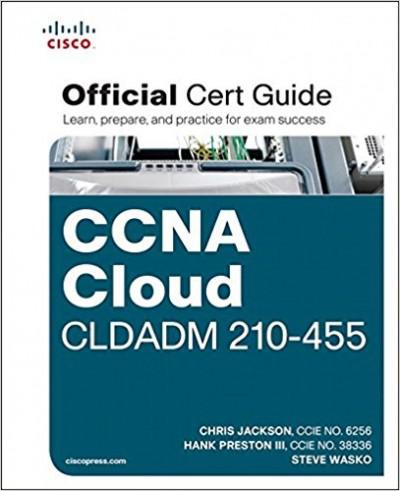 CISCO
Official Cert Guide
Learn, prepare, and practice for exam success
CCNA
Cloud
CLDADM 210-455
CHRIS JACKSON, CCIE NO. 6256
HANK PRESTON III, CCIE NO. 38336
ciscopress.com
STEVE WASKO